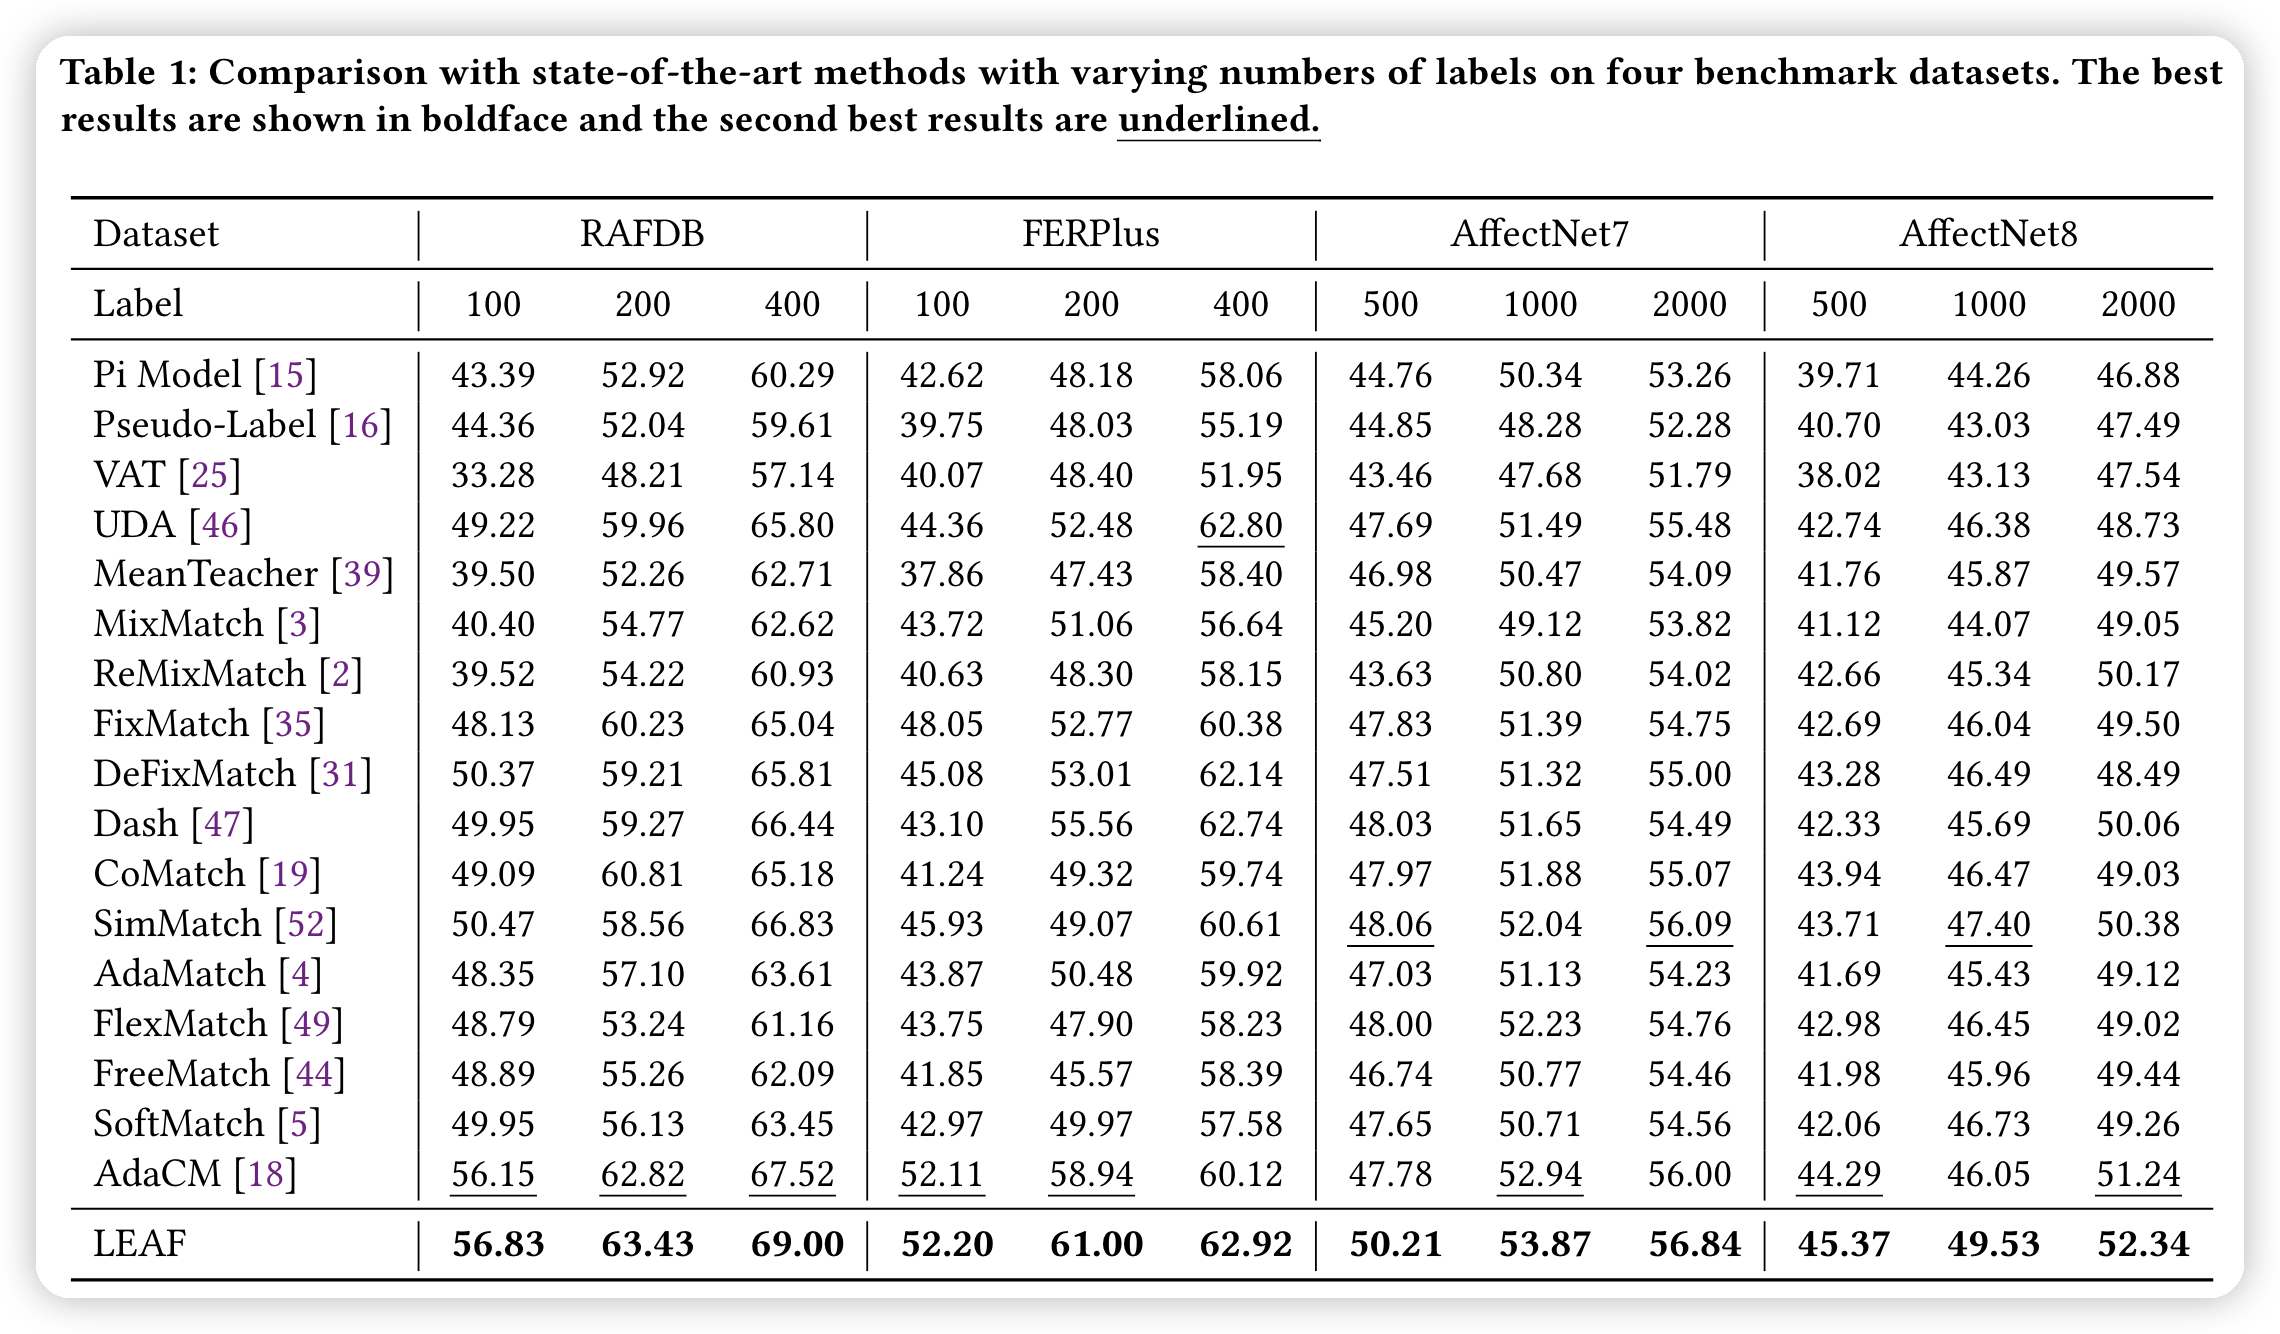 Table 1: Comparison with state-of-the-art methods with varying numbers of labels on four benchmark datasets. The best
results are shown in boldface and the second best results are underlined.
Dataset RAFDB FERPlus AffectNet7 AffectNet8
Label 100 200 400 100 200 400 500 1000 2000 500 1000 2000
Pi Model [15] 43.39 52.92 60.29 42.62 48.18 58.06 44.76 50.34 53.26 39.71 44.26 46.88
Pseudo-Label [16] 44.36 52.04 59.61 39.75 48.03 55.19 44.85 48.28 52.28 40.70 43.03 47.49
VAT [25] 33.28 48.21 57.14 40.07 48.40 51.95 43.46 47.68 51.79 38.02 43.13 47.54
UDA [46] 49.22 59.96 65.80 44.36 52.48 62.80 47.69 51.49 55.48 42.74 46.38 48.73
MeanTeacher [39] 39.50 52.26 62.71 37.86 47.43 58.40 46.98 50.47 54.09 41.76 45.87 49.57
MixMatch [3] 40.40 54.77 62.62 43.72 51.06 56.64 45.20 49.12 53.82 41.12 44.07 49.05
ReMixMatch [2] 39.52 54.22 60.93 40.63 48.30 58.15 43.63 50.80 54.02 42.66 45.34 50.17
FixMatch [35] 48.13 60.23 65.04 48.05 52.77 60.38 47.83 51.39 54.75 42.69 46.04 49.50
DeFixMatch [31] 50.37 59.21 65.81 45.08 53.01 62.14 47.51 51.32 55.00 43.28 46.49 48.49
Dash [47] 49.95 59.27 66.44 43.10 55.56 62.74 48.03 51.65 54.49 42.33 45.69 50.06
CoMatch [19] 49.09 60.81 65.18 41.24 49.32 59.74 47.97 51.88 55.07 43.94 46.47 49.03
SimMatch [52] 50.47 58.56 66.83 45.93 49.07 60.61 48.06 52.04 56.09 43.71 47.40 50.38
AdaMatch [4] 48.35 57.10 63.61 43.87 50.48 59.92 47.03 51.13 54.23 41.69 45.43 49.12
FlexMatch [49] 48.79 53.24 61.16 43.75 47.90 58.23 48.00 52.23 54.76 42.98 46.45 49.02
FreeMatch [44] 48.89 55.26 62.09 41.85 45.57 58.39 46.74 50.77 54.46 41.98 45.96 49.44
SoftMatch [5] 49.95 56.13 63.45 42.97 49.97 57.58 47.65 50.71 54.56 42.06 46.73 49.26
AdaCM [18] 56.15 62.82 67.52 52.11 58.94 60.12 47.78 52.94 56.00 44.29 46.05 51.24
LEAF 56.83 63.43 69.00 52.20 61.00 62.92 50.21 53.87 56.84 45.37 49.53 52.34